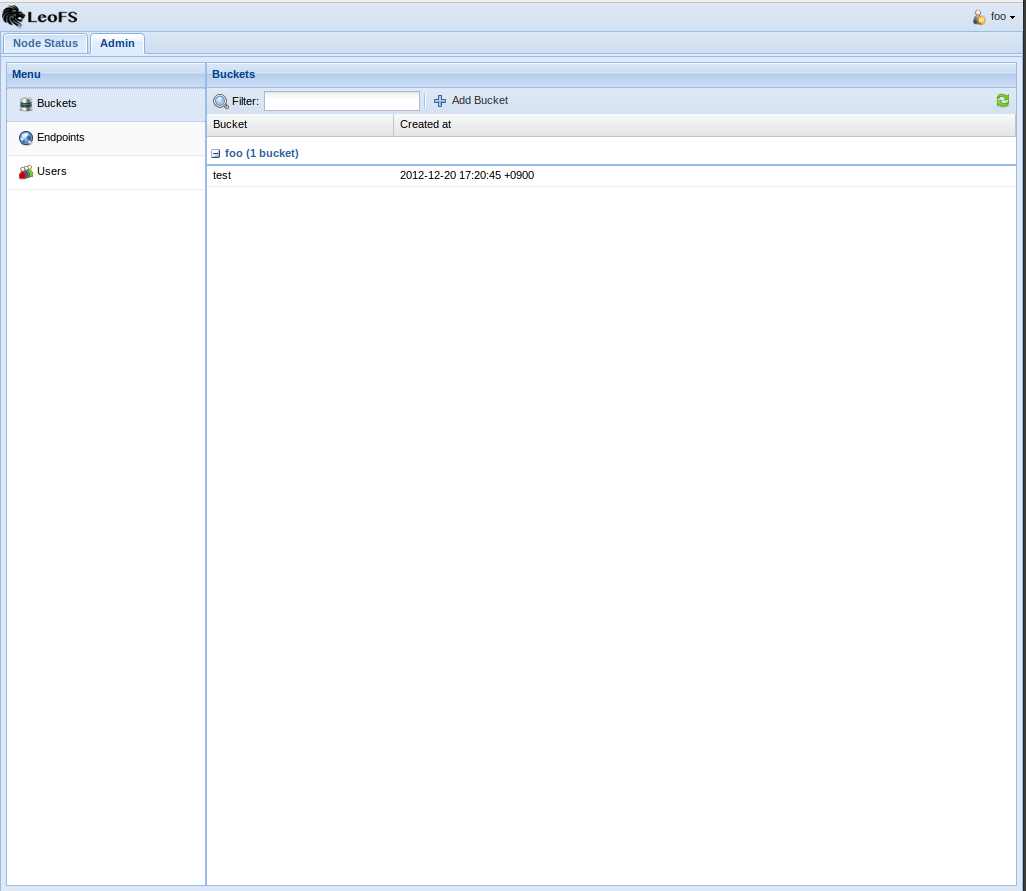 LeoFS
foo
Node Status
Admin
Menu
Buckets
Endpoints
Users
Buckets
Filter:
Add Bucket
Bucket
Created at
foo (1 bucket)
test
2012-12-20 17:20:45 +0900